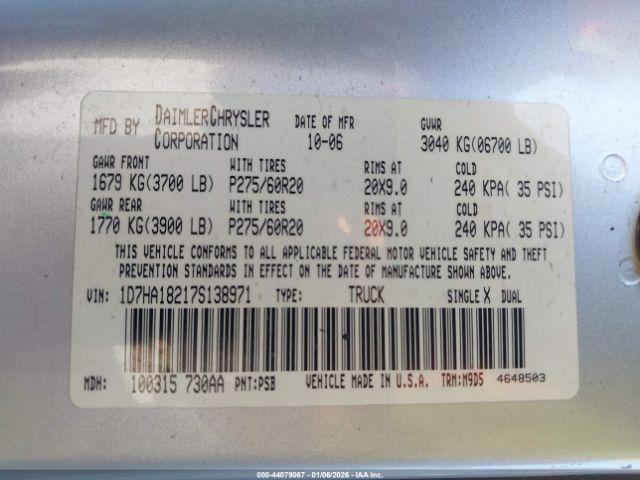 MFD BY DAIMLERCHRYSLER CORPORATION DATE OF MFR 10-06 GVWR 3040 KG(06700 LB)
GAWR FRONT WITH TIRES RIMS AT COLD
1679 KG(3700 LB) P275/60R20 20X9.0 240 KPA( 35 PSI)
GAWR REAR WITH TIRES RIMS AT COLD
1770 KG(3900 LB) P275/60R20 20X9.0 240 KPA( 35 PSI)
THIS VEHICLE CONFORMS TO ALL APPLICABLE FEDERAL MOTOR VEHICLE SAFETY AND THEFT
PREVENTION STANDARDS IN EFFECT ON THE DATE OF MANUFACTURE SHOWN ABOVE.
VIN: 1D7HA18217S138971 TYPE: TRUCK SINGLE X DUAL
MDH: 100315 730AA PNT:PSB VEHICLE MADE IN U.S.A. TRM:M9D5 4648503
000-44079067 - 01/06/2026 - IAA Inc.